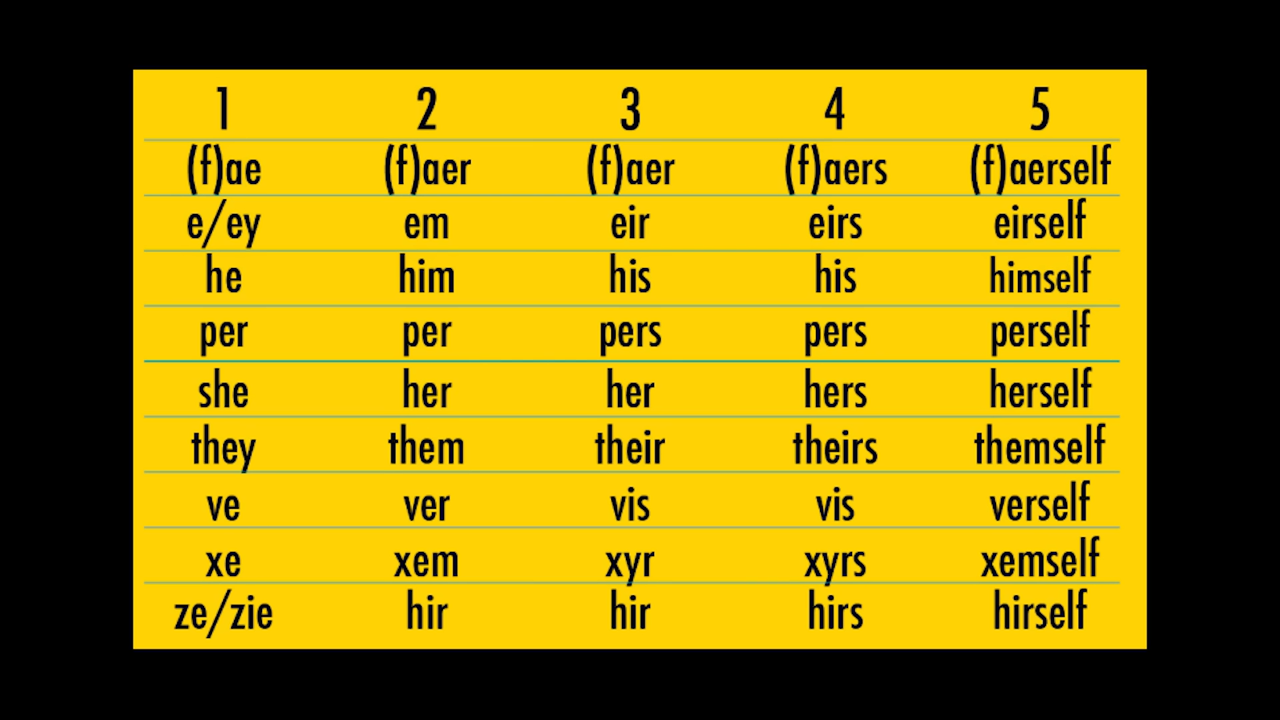 1 2 3 4 5
(f)ae (f)aer (f)aer (f)aers (f)aerself
e/ey em eir eirs eirself
he him his his himself
per per pers pers perself
she her her hers herself
they them their theirs themself
ve ver vis vis verself
xe xem xyr xyrs xemself
ze/zie hir hir hirs hirself